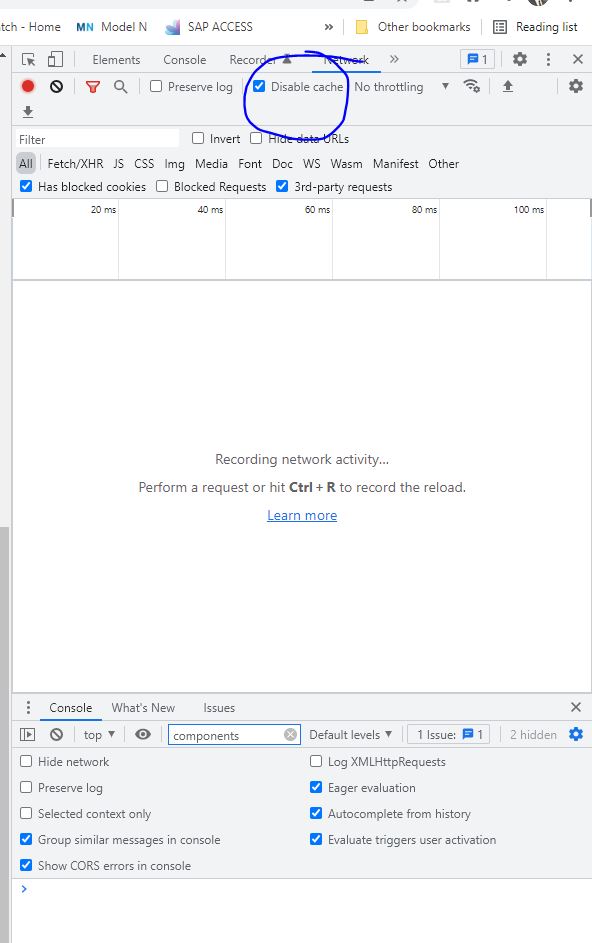 atch - Home MN Model N SAP ACCESS » Other bookmarks Reading list
Elements Console Recorder Network » 1
Preserve log Disable cache No throttling
Filter Invert Hide data URLs
All Fetch/XHR JS CSS Img Media Font Doc WS Wasm Manifest Other
Has blocked cookies Blocked Requests 3rd-party requests
20 ms 40 ms 60 ms 80 ms 100 ms
Recording network activity...
Perform a request or hit Ctrl + R to record the reload.
Learn more
Console What's New Issues
top components Default levels 1 Issue: 1 2 hidden
Hide network Log XMLHttpRequests
Preserve log Eager evaluation
Selected context only Autocomplete from history
Group similar messages in console Evaluate triggers user activation
Show CORS errors in console